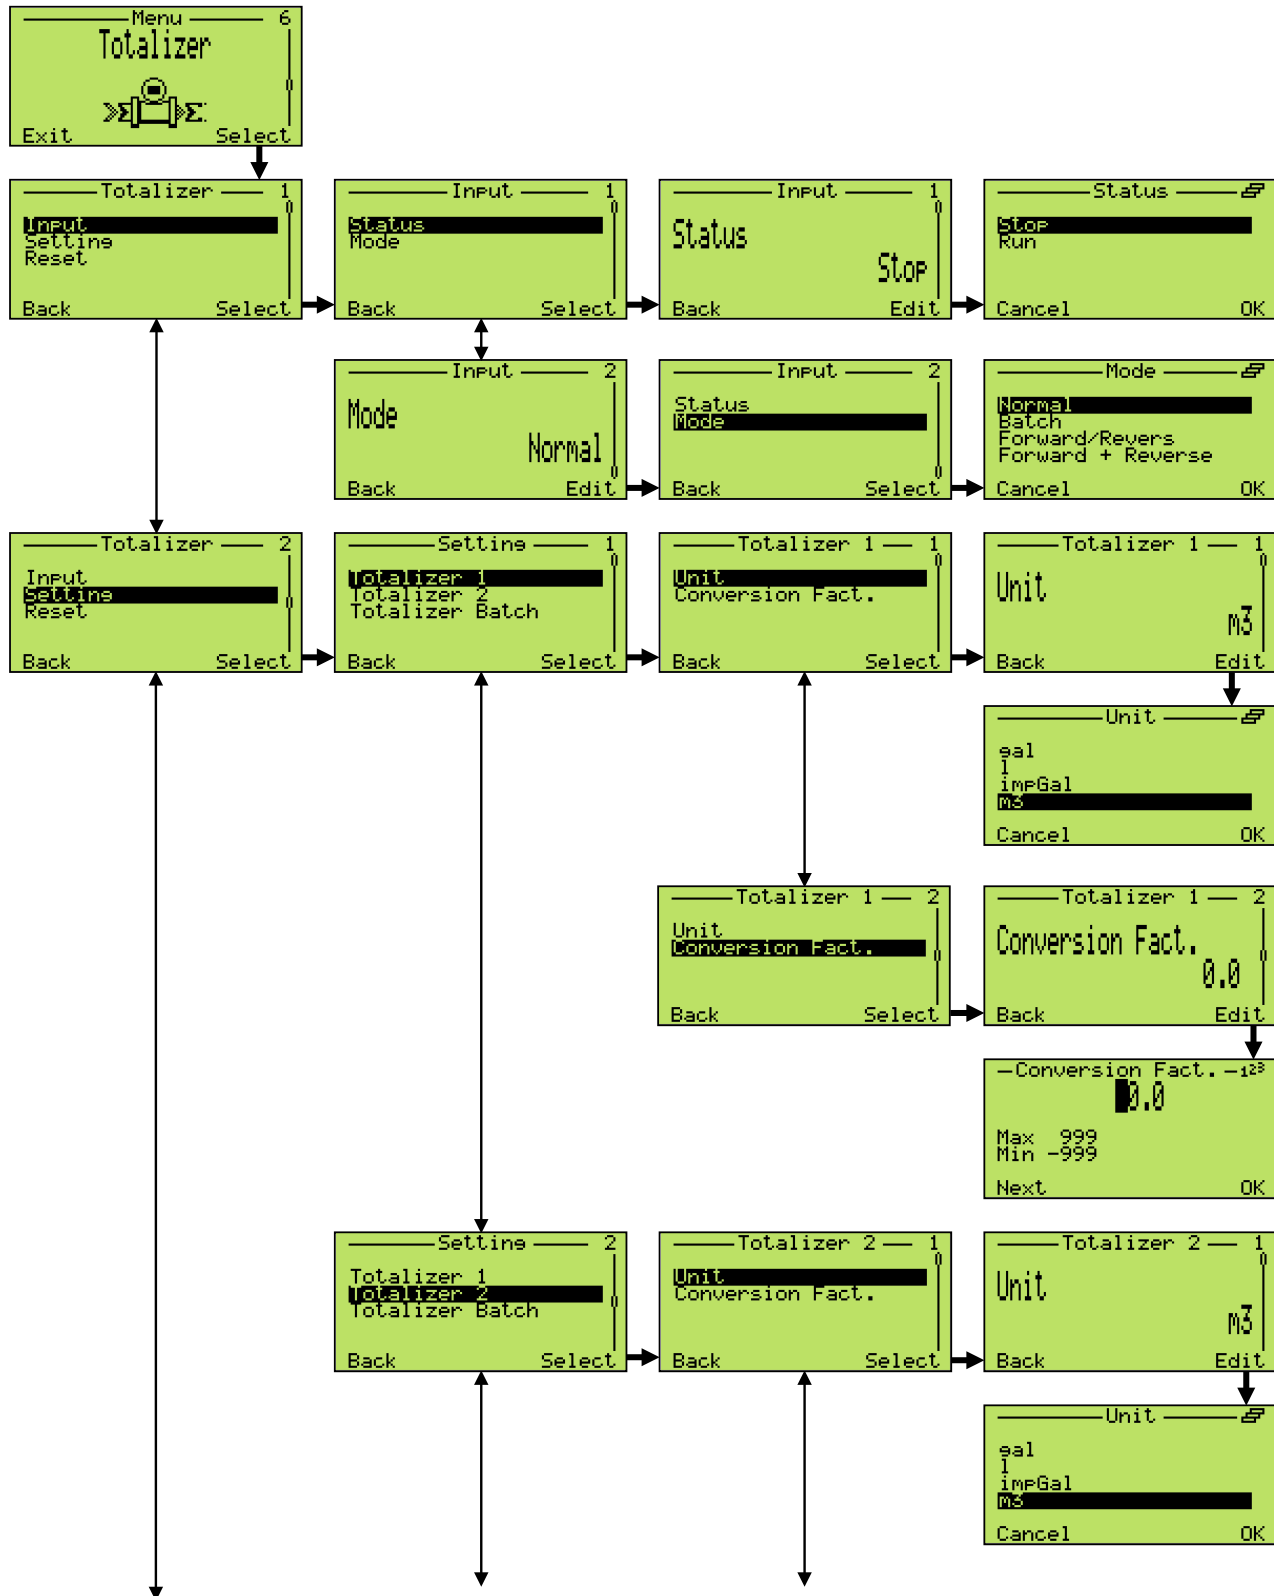 Menu 6
Totalizer
Exit Select
Totalizer 1
Input
Setting
Reset
Back Select
Input 1
Status
Mode
Back Select
Input 1
Status
Stop
Back Edit
Status
Stop
Run
Cancel OK
Input 2
Mode
Normal
Back Edit
Input 2
Status
Mode
Back Select
Mode
Normal
Batch
Forward/Revers
Forward + Reverse
Cancel OK
Totalizer 2
Input
Setting
Reset
Back Select
Setting 1
Totalizer 1
Totalizer 2
Totalizer Batch
Back Select
Totalizer 1 1
Unit
Conversion Fact.
Back Select
Totalizer 1 1
Unit
m3
Back Edit
Unit
gal
l
impGal
m3
Cancel OK
Totalizer 1 2
Unit
Conversion Fact.
Back Select
Totalizer 1 2
Conversion Fact.
0.0
Back Edit
Conversion Fact. 123
0.0
Max 999
Min -999
Next OK
Setting 2
Totalizer 1
Totalizer 2
Totalizer Batch
Back Select
Totalizer 2 1
Unit
Conversion Fact.
Back Select
Totalizer 2 1
Unit
m3
Back Edit
Unit
gal
l
impGal
m3
Cancel OK